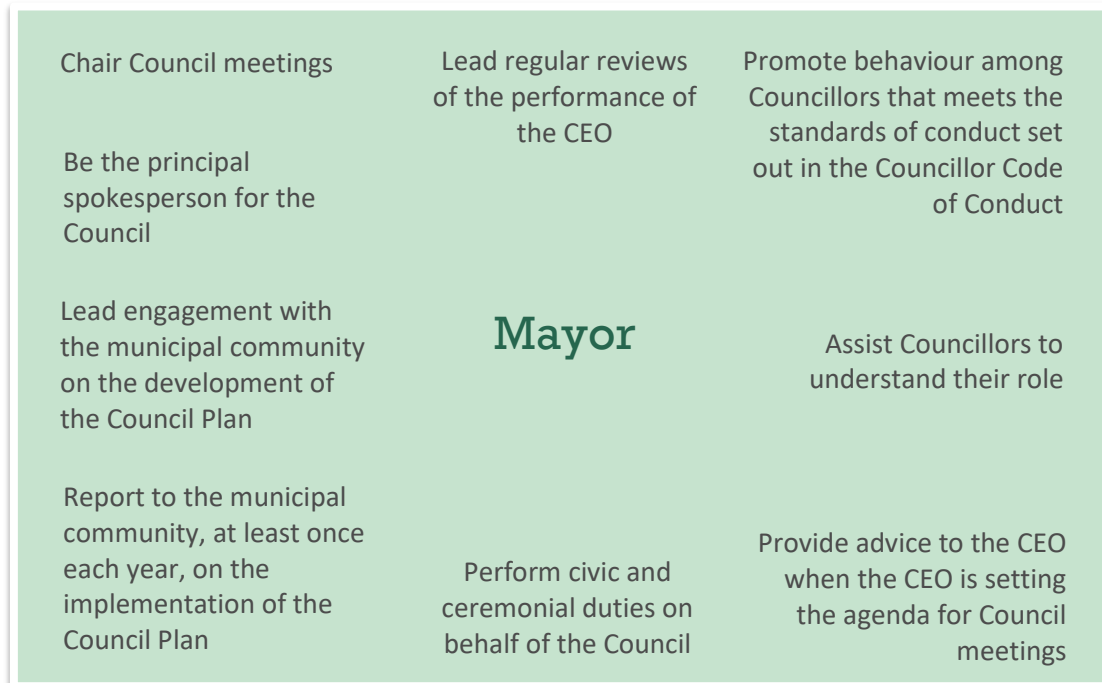 Chair Council meetings
Be the principal
spokesperson for the
Council
Lead engagement with
the municipal community
on the development of
the Council Plan
Report to the municipal
community, at least once
each year, on the
implementation of the
Council Plan
Lead regular reviews
of the performance of
the CEO
Mayor
Perform civic and
ceremonial duties on
behalf of the Council
Promote behaviour among
Councillors that meets the
standards of conduct set
out in the Councillor Code
of Conduct
Assist Councillors to
understand their role
Provide advice to the CEO
when the CEO is setting
the agenda for Council
meetings